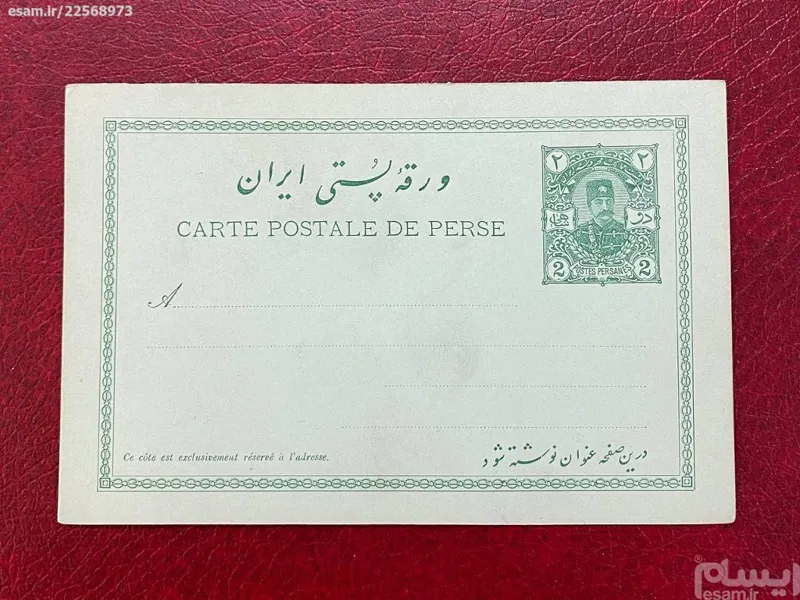 esam.ir/22568973
ورقهٔ پستی ایران
CARTE POSTALE DE PERSE
۲ ۲
دو
2 POSTES PERSANES 2
A
Ce côte est exclusivement réservé à l'adresse.
درین صفحه عنوان نوشته شود
ایسام
esam.ir